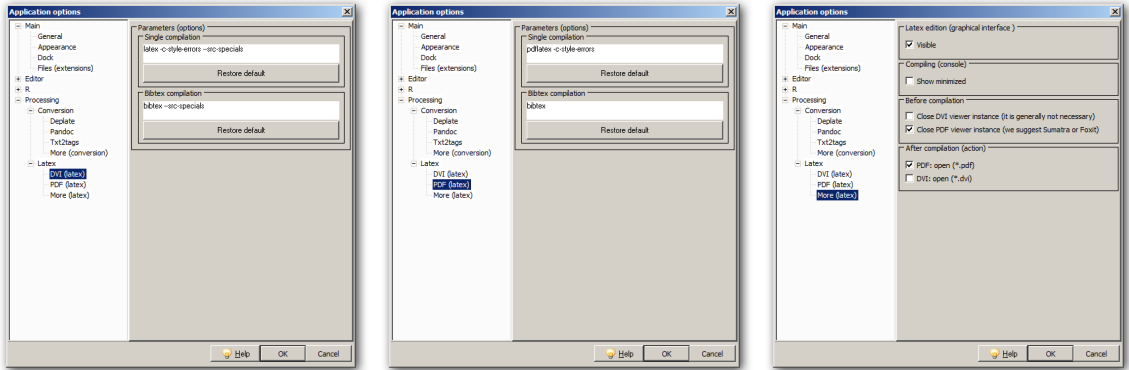 Application options
Main
General
Appearance
Dock
Files (extensions)
Editor
R
Processing
Conversion
Deplate
Pandoc
Txt2tags
More (conversion)
Latex
DVI (latex)
PDF (latex)
More (latex)
Parameters (options)
Single compilation
latex -c-style-errors --src-specials
Restore default
Bibtex compilation
bibtex --src-specials
Restore default
Help OK Cancel
Application options
Main
General
Appearance
Dock
Files (extensions)
Editor
R
Processing
Conversion
Deplate
Pandoc
Txt2tags
More (conversion)
Latex
DVI (latex)
PDF (latex)
More (latex)
Parameters (options)
Single compilation
pdflatex -c-style-errors
Restore default
Bibtex compilation
bibtex
Restore default
Help OK Cancel
Application options
Main
General
Appearance
Dock
Files (extensions)
Editor
R
Processing
Conversion
Deplate
Pandoc
Txt2tags
More (conversion)
Latex
DVI (latex)
PDF (latex)
More (latex)
Latex edition (graphical interface )
Visible
Compiling (console)
Show minimized
Before compilation
Close DVI viewer instance (it is generally not necessary)
Close PDF viewer instance (we suggest Sumatra or Foxit)
After compilation (action)
PDF: open (*.pdf)
DVI: open (*.dvi)
Help OK Cancel